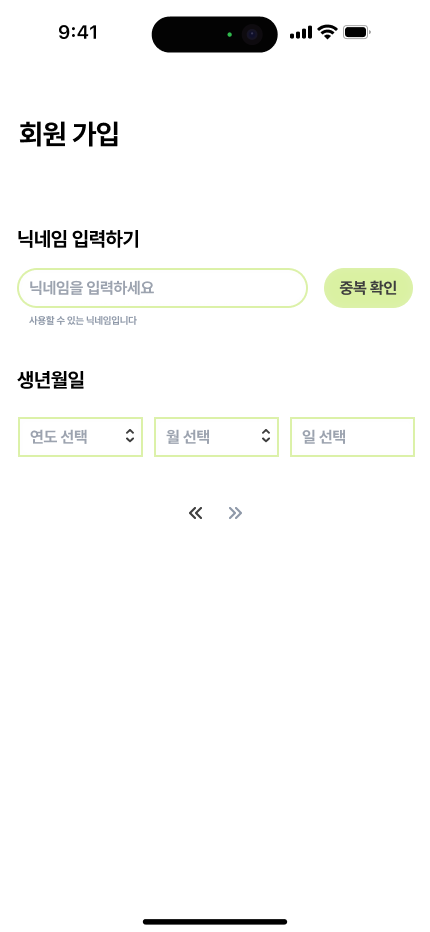 9:41
회원 가입
닉네임 입력하기
닉네임을 입력하세요 중복 확인
사용할 수 있는 닉네임입니다
생년월일
연도 선택 월 선택 일 선택